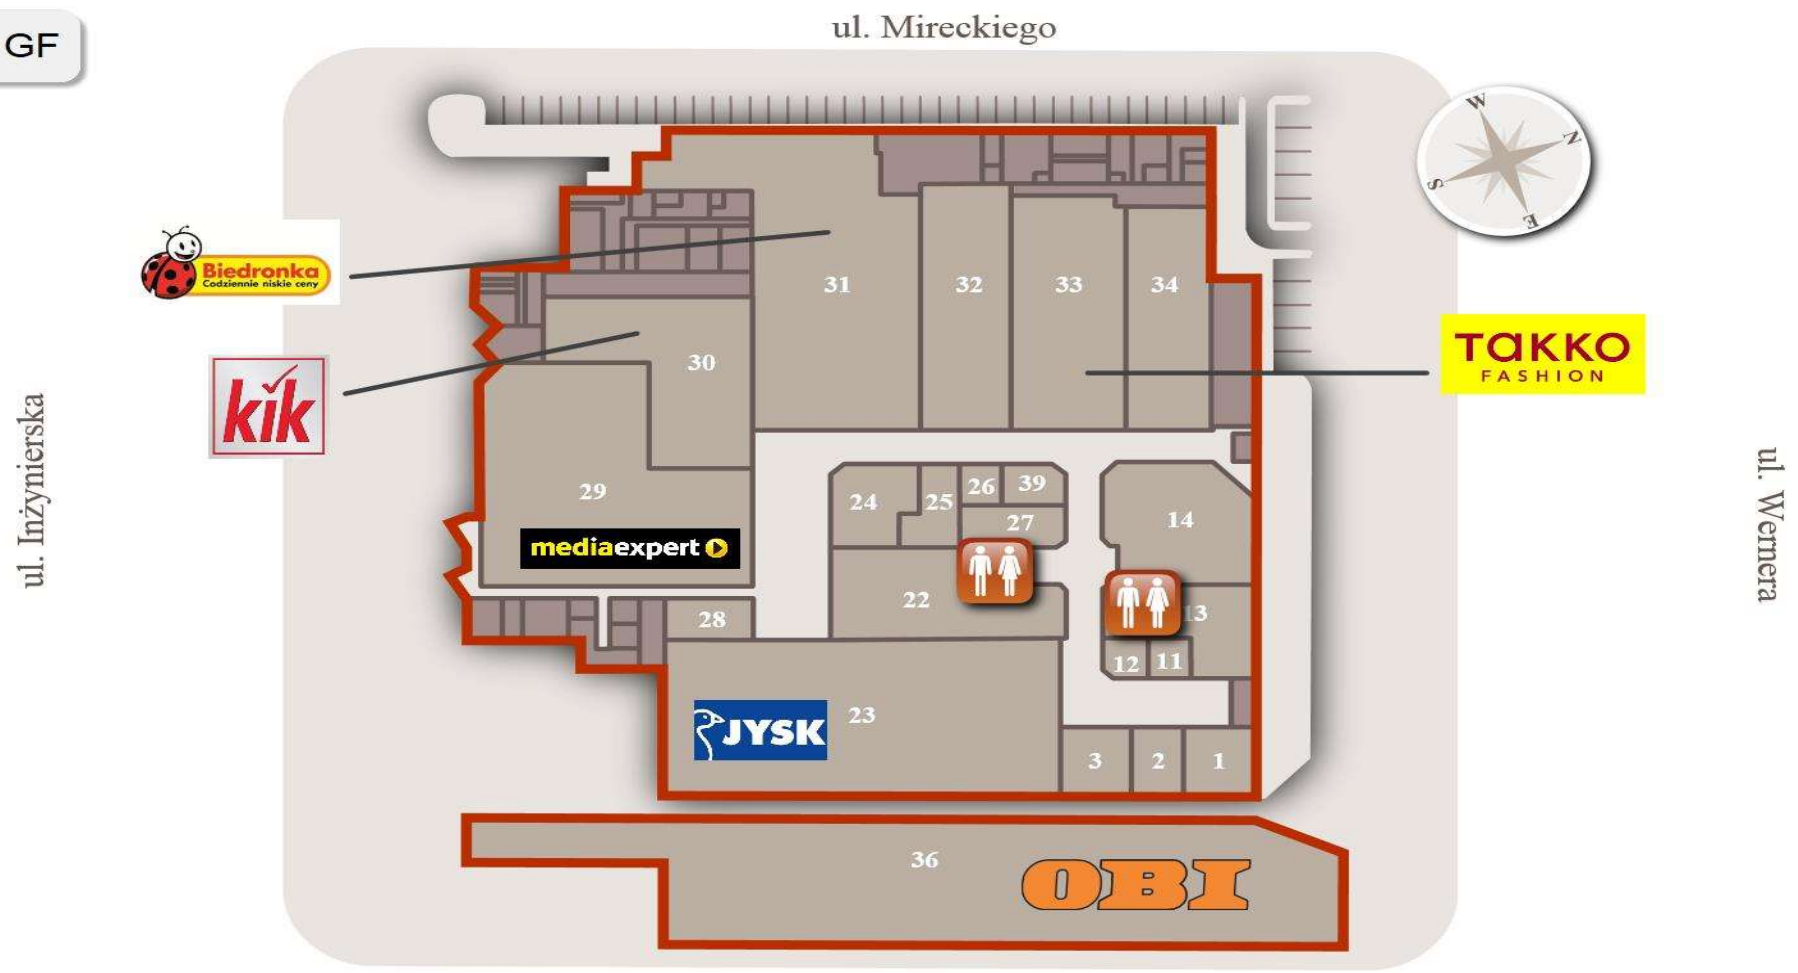 GF
ul. Mireckiego
W
N
S
E
Biedronka
Codziennie niskie ceny
31
32
33
34
TAKKO
FASHION
kik
30
ul. Inżynierska
ul. Wernera
29
mediaexpert
24
25
26
39
27
14
22
28
13
12
11
JYSK
23
3
2
1
36
OBI